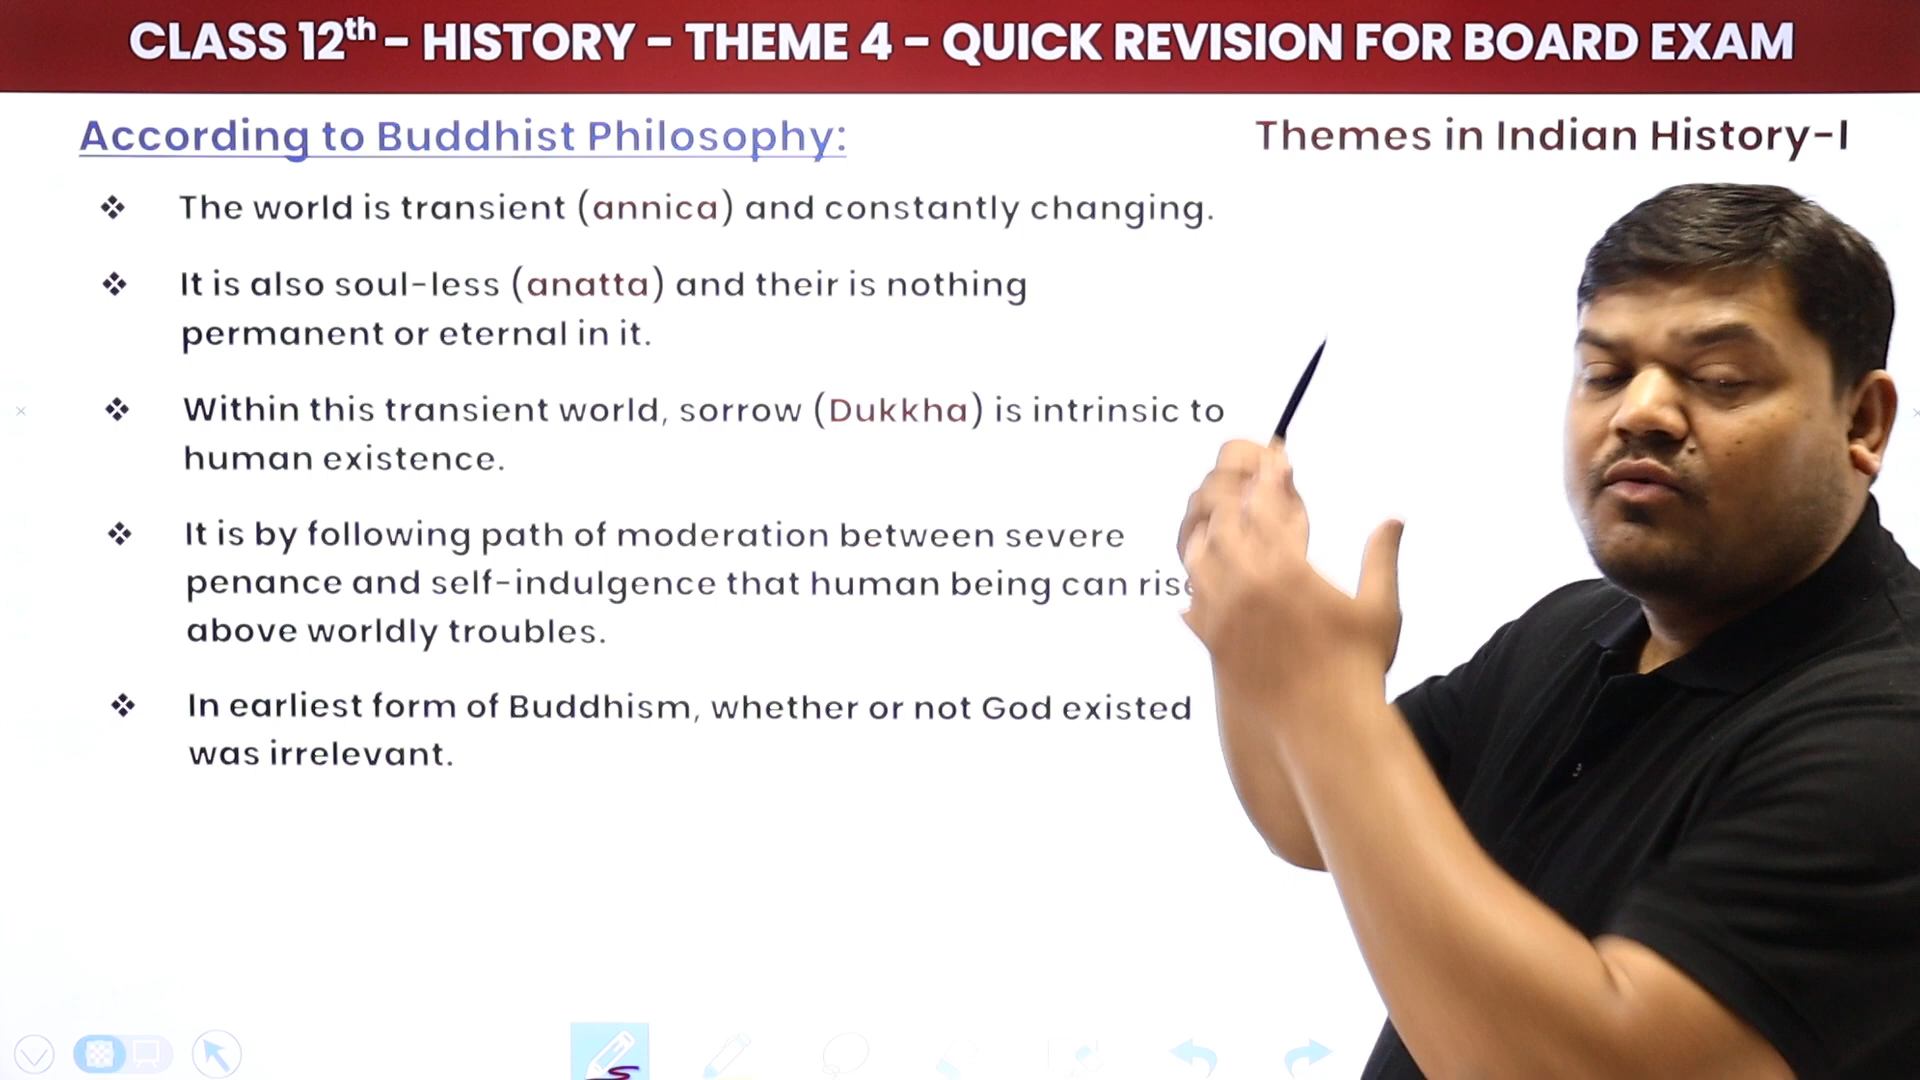 CLASS 12th - HISTORY - THEME 4 - QUICK REVISION FOR BOARD EXAM
According to Buddhist Philosophy:
Themes in Indian History-I
❖ The world is transient (annica) and constantly changing.
❖ It is also soul-less (anatta) and their is nothing
permanent or eternal in it.
❖ Within this transient world, sorrow (Dukkha) is intrinsic to
human existence.
❖ It is by following path of moderation between severe
penance and self-indulgence that human being can rise
above worldly troubles.
❖ In earliest form of Buddhism, whether or not God existed
was irrelevant.